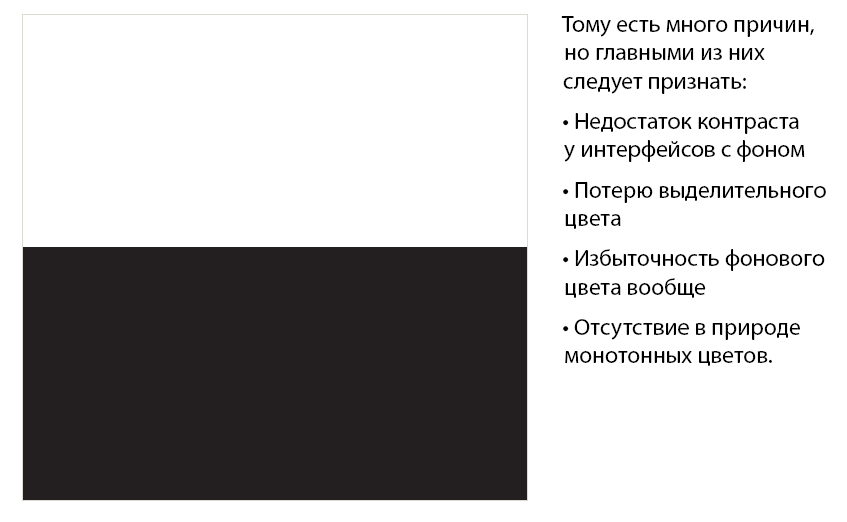 Тому есть много причин,
но главными из них
следует признать:
• Недостаток контраста
у интерфейсов с фоном
• Потерю выделительного
цвета
• Избыточность фонового
цвета вообще
• Отсутствие в природе
монотонных цветов.